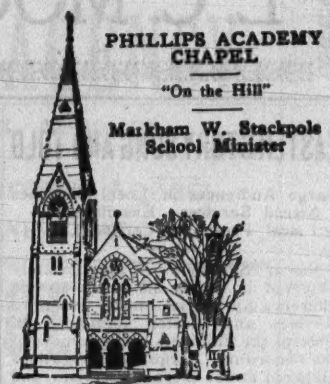 PHILLIPS ACADEMY
CHAPEL
"On the Hill"
Markham W. Stackpole
School Minister